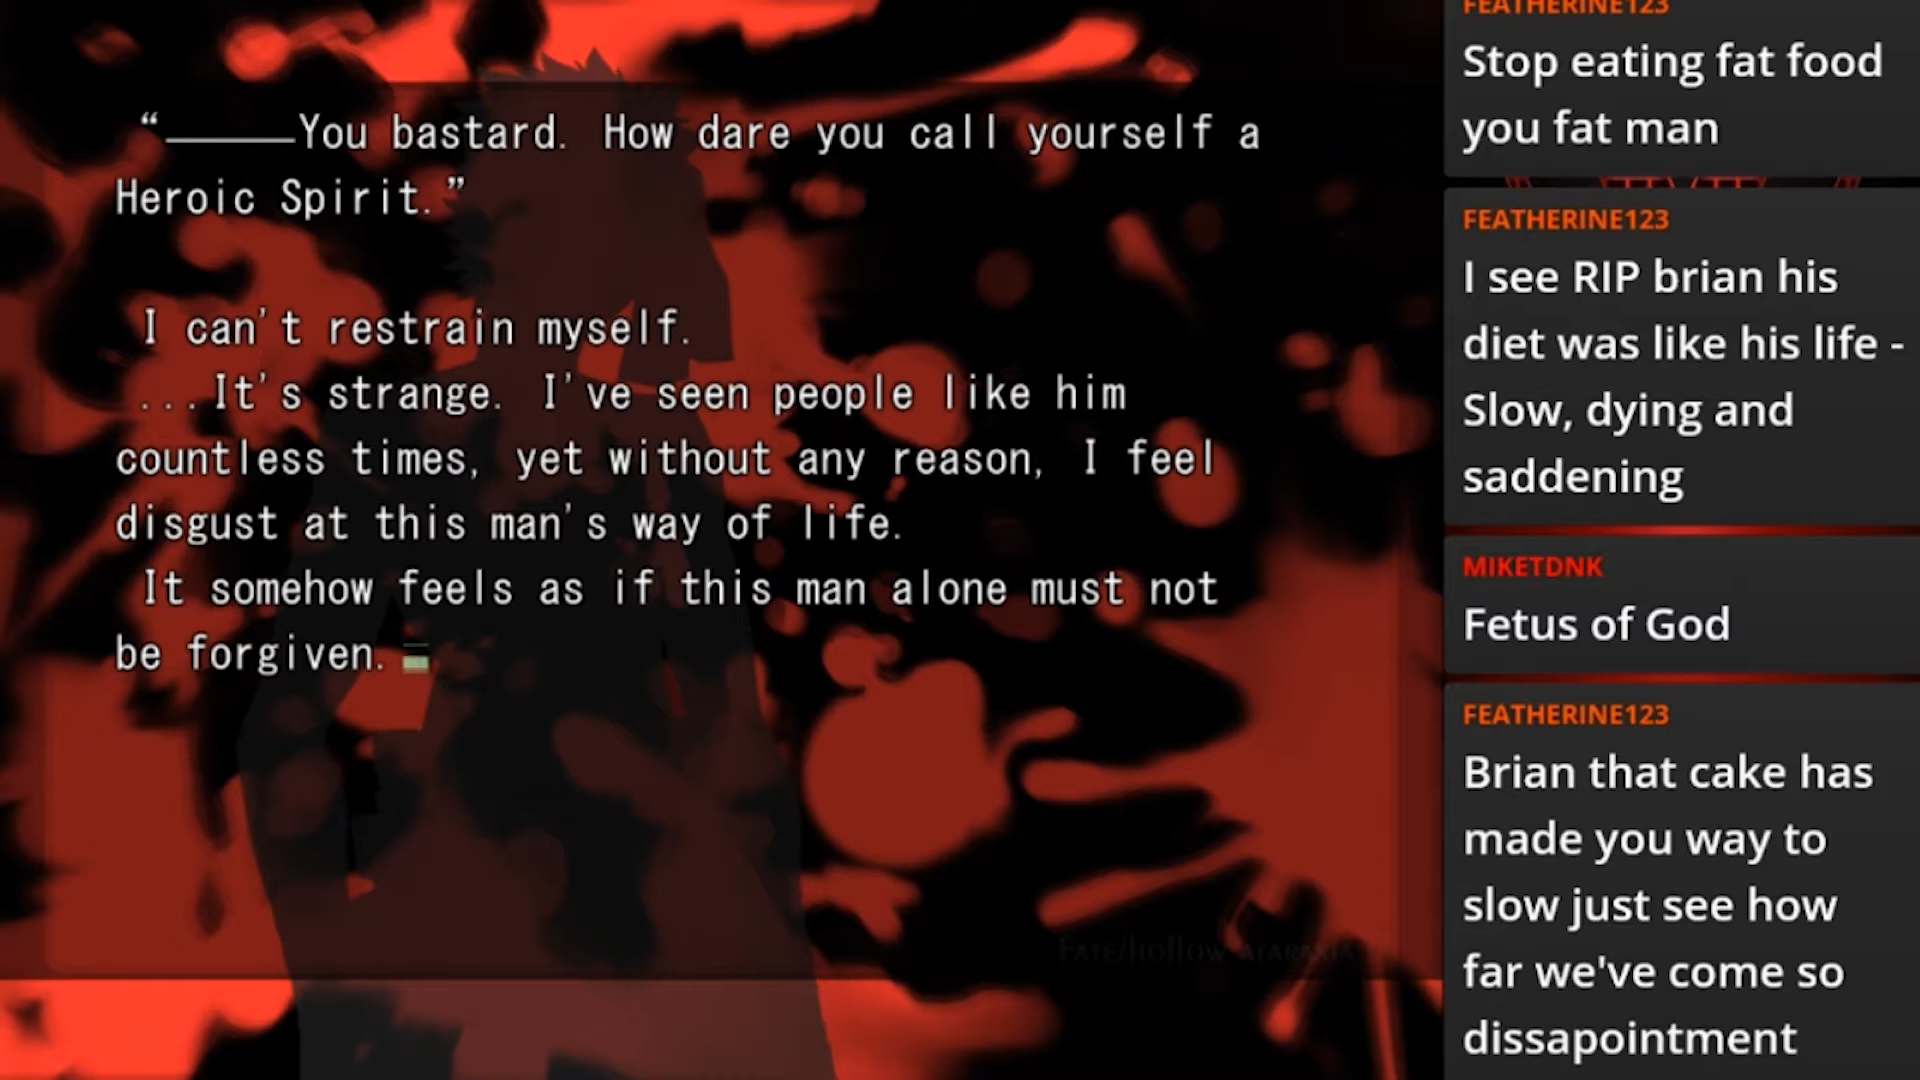 “————You bastard. How dare you call yourself a
Heroic Spirit.”
I can't restrain myself.
...It's strange. I've seen people like him
countless times, yet without any reason, I feel
disgust at this man's way of life.
It somehow feels as if this man alone must not
be forgiven.
Fate/hollow ataraxia
FEATHERINE123
Stop eating fat food
you fat man
FEATHERINE123
I see RIP brian his
diet was like his life -
Slow, dying and
saddening
MIKETDNK
Fetus of God
FEATHERINE123
Brian that cake has
made you way to
slow just see how
far we've come so
dissapointment